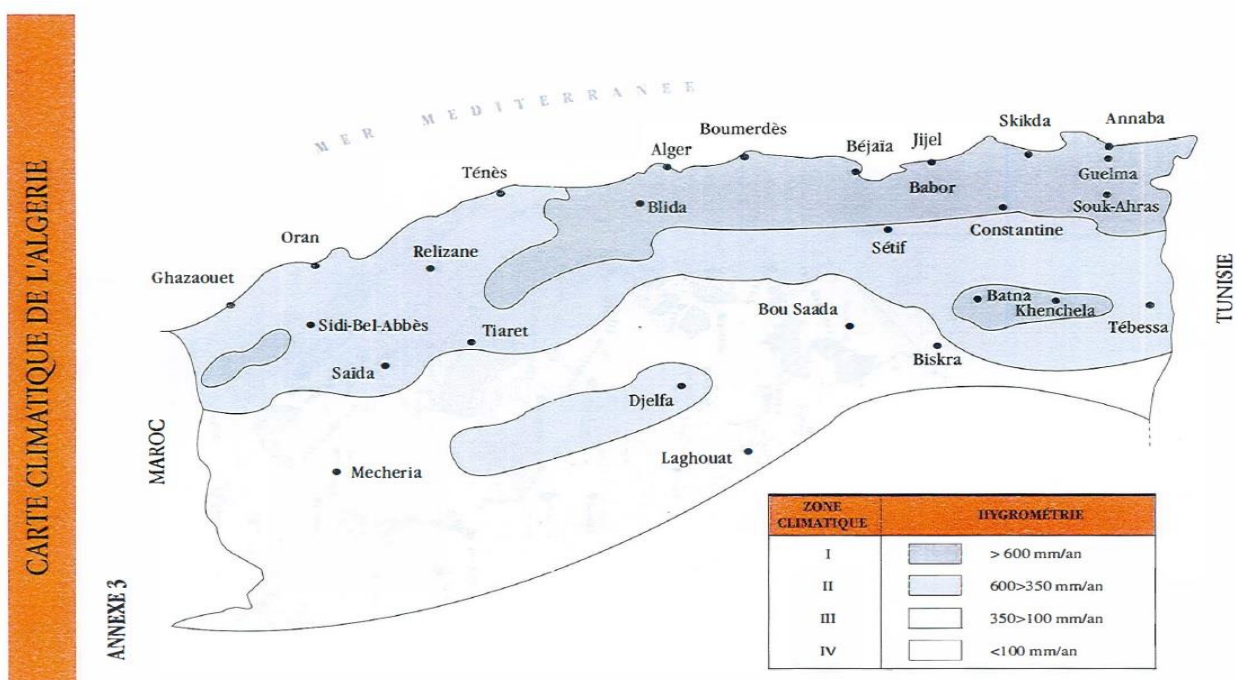 CARTE CLIMATIQUE DE L'ALGERIE
ANNEXE 3
MER MEDITERRANEE
Annaba
Skikda
Boumerdès
Jijel
Béjaïa
Alger
Ténès
Guelma
Babor
Blida
Souk-Ahras
Constantine
Oran
Relizane
Sétif
Ghazaouet
TUNISIE
Batna
Khenchela
Bou Saada
Sidi-Bel-Abbès
Tiaret
Tébessa
Biskra
Saïda
Djelfa
MAROC
Laghouat
Mecheria
ZONE CLIMATIQUE
HYGROMÉTRIE
I > 600 mm/an
II 600>350 mm/an
III 350>100 mm/an
IV <100 mm/an